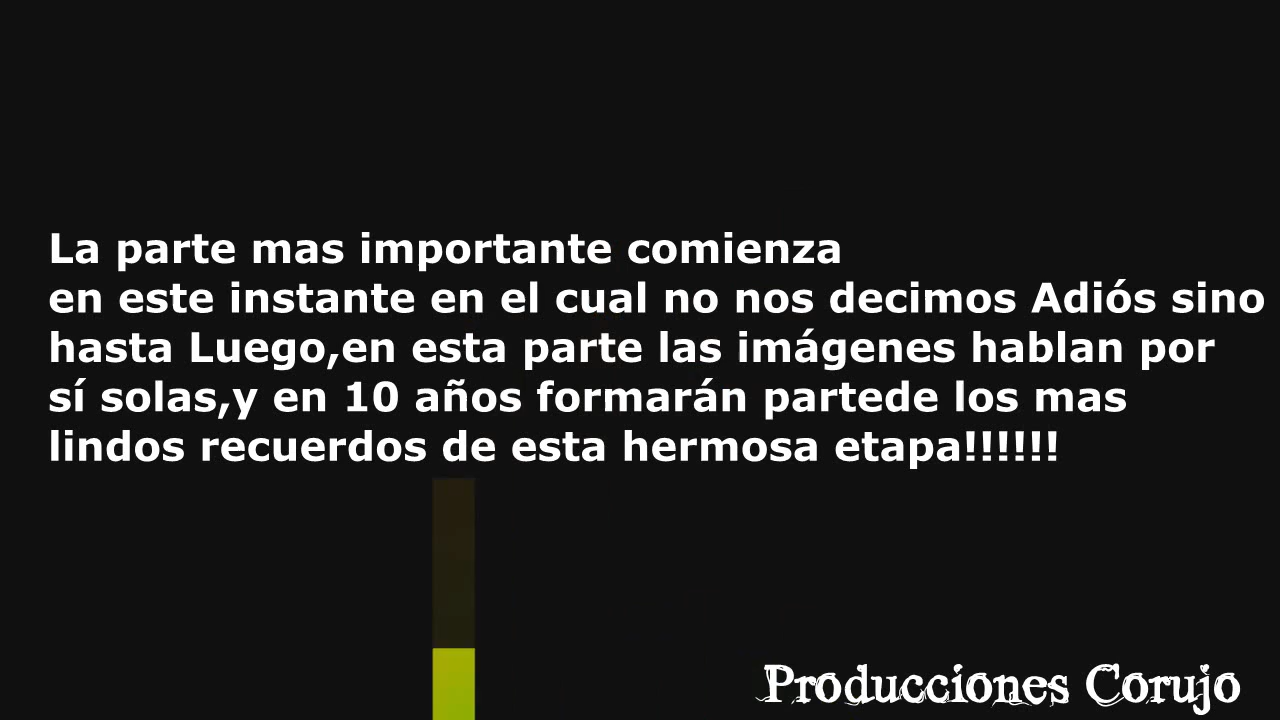 La parte mas importante comienza
en este instante en el cual no nos decimos Adiós sino
hasta Luego,en esta parte las imágenes hablan por
sí solas,y en 10 años formarán partede los mas
lindos recuerdos de esta hermosa etapa!!!!!!
Producciones Corujo